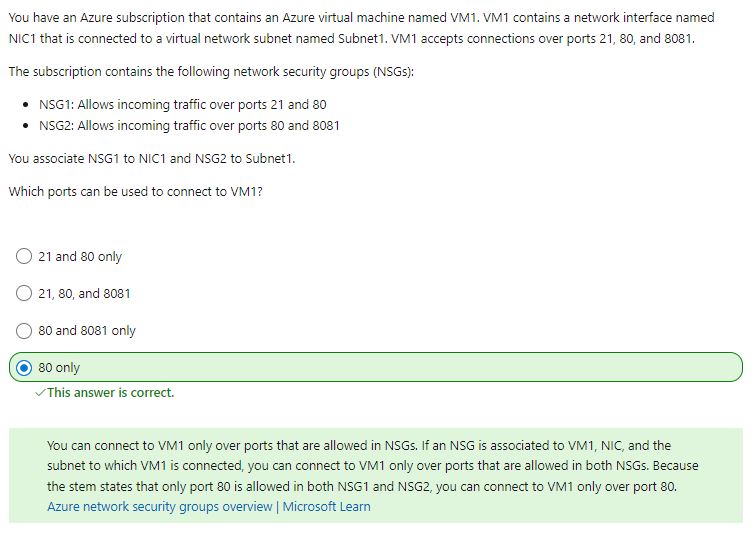 You have an Azure subscription that contains an Azure virtual machine named VM1. VM1 contains a network interface named
NIC1 that is connected to a virtual network subnet named Subnet1. VM1 accepts connections over ports 21, 80, and 8081.
The subscription contains the following network security groups (NSGs):
• NSG1: Allows incoming traffic over ports 21 and 80
• NSG2: Allows incoming traffic over ports 80 and 8081
You associate NSG1 to NIC1 and NSG2 to Subnet1.
Which ports can be used to connect to VM1?
21 and 80 only
21, 80, and 8081
80 and 8081 only
80 only
✓This answer is correct.
You can connect to VM1 only over ports that are allowed in NSGs. If an NSG is associated to VM1, NIC, and the
subnet to which VM1 is connected, you can connect to VM1 only over ports that are allowed in both NSGs. Because
the stem states that only port 80 is allowed in both NSG1 and NSG2, you can connect to VM1 only over port 80.
Azure network security groups overview | Microsoft Learn